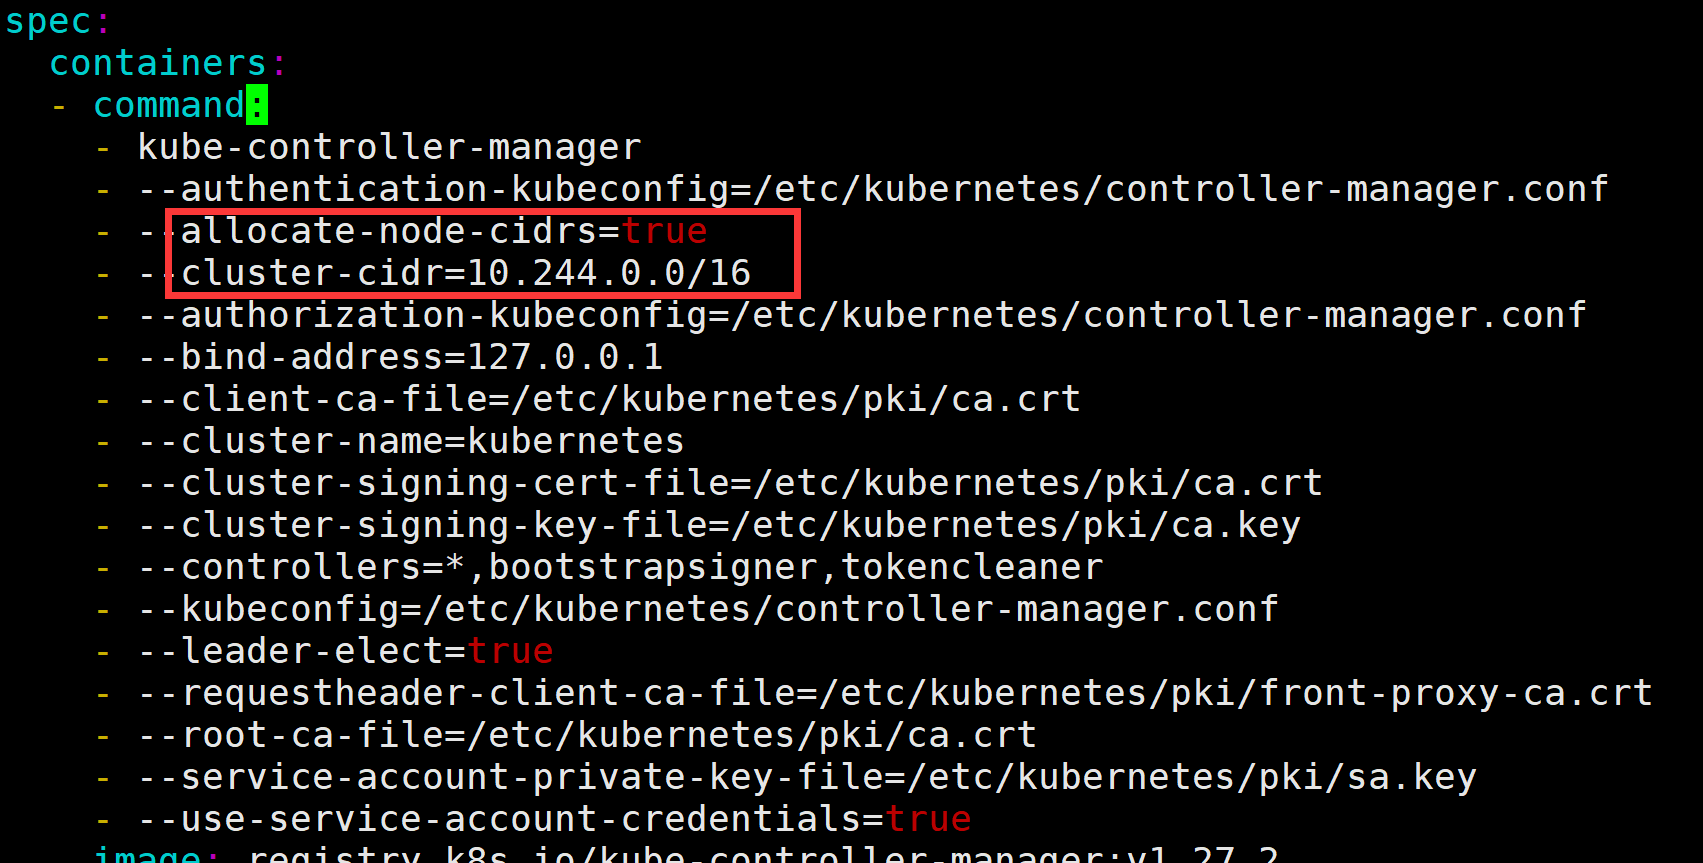 spec:
  containers:
  - command:
    - kube-controller-manager
    - --authentication-kubeconfig=/etc/kubernetes/controller-manager.conf
    - --allocate-node-cidrs=true
    - --cluster-cidr=10.244.0.0/16
    - --authorization-kubeconfig=/etc/kubernetes/controller-manager.conf
    - --bind-address=127.0.0.1
    - --client-ca-file=/etc/kubernetes/pki/ca.crt
    - --cluster-name=kubernetes
    - --cluster-signing-cert-file=/etc/kubernetes/pki/ca.crt
    - --cluster-signing-key-file=/etc/kubernetes/pki/ca.key
    - --controllers=*,bootstrapsigner,tokencleaner
    - --kubeconfig=/etc/kubernetes/controller-manager.conf
    - --leader-elect=true
    - --requestheader-client-ca-file=/etc/kubernetes/pki/front-proxy-ca.crt
    - --root-ca-file=/etc/kubernetes/pki/ca.crt
    - --service-account-private-key-file=/etc/kubernetes/pki/sa.key
    - --use-service-account-credentials=true
    image: registry.k8s.io/kube-controller-manager:v1.27.2